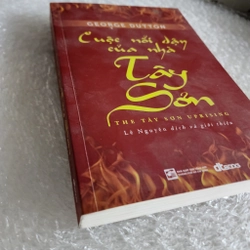 GEORGE DUTTON
Cuộc nổi dậy
của nhà
Tây
Sơn
THE TÂY SƠN UPRISING
Lê Nguyễn dịch và giới thiệu